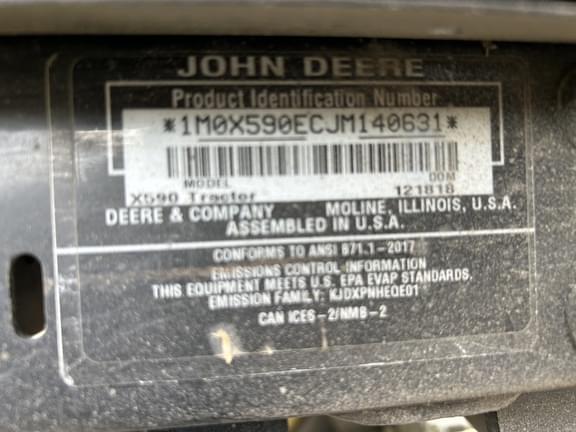 JOHN DEERE
Product Identification Number
*1M0X590ECJM140631*
MODEL DOM
X590 Tractor 121818
DEERE & COMPANY MOLINE, ILLINOIS, U.S.A.
ASSEMBLED IN U.S.A.
CONFORMS TO ANSI B71.1-2017
EMISSIONS CONTROL INFORMATION
THIS EQUIPMENT MEETS U.S. EPA EVAP STANDARDS.
EMISSION FAMILY: KJDXPNHEQE01
CAN ICES-2/NMB-2